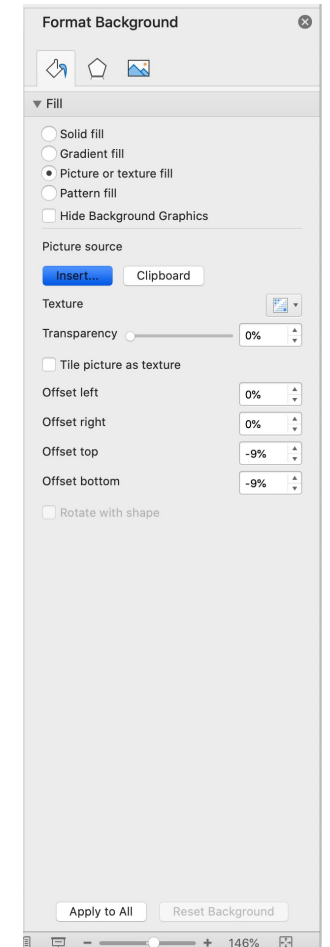 Format Background
Fill
Solid fill
Gradient fill
Picture or texture fill
Pattern fill
Hide Background Graphics
Picture source
Insert... Clipboard
Texture
Transparency 0%
Tile picture as texture
Offset left 0%
Offset right 0%
Offset top -9%
Offset bottom -9%
Rotate with shape
Apply to All Reset Background
146%